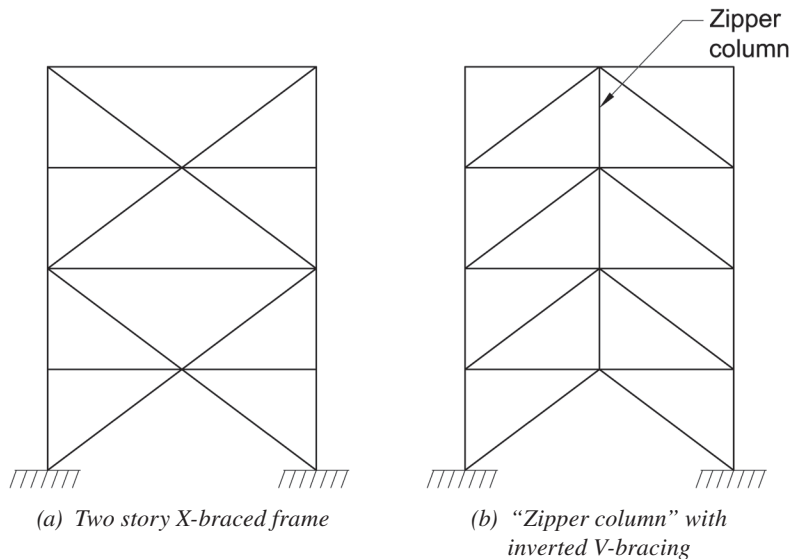 Zipper
column
(a) Two story X-braced frame
(b) “Zipper column” with
inverted V-bracing